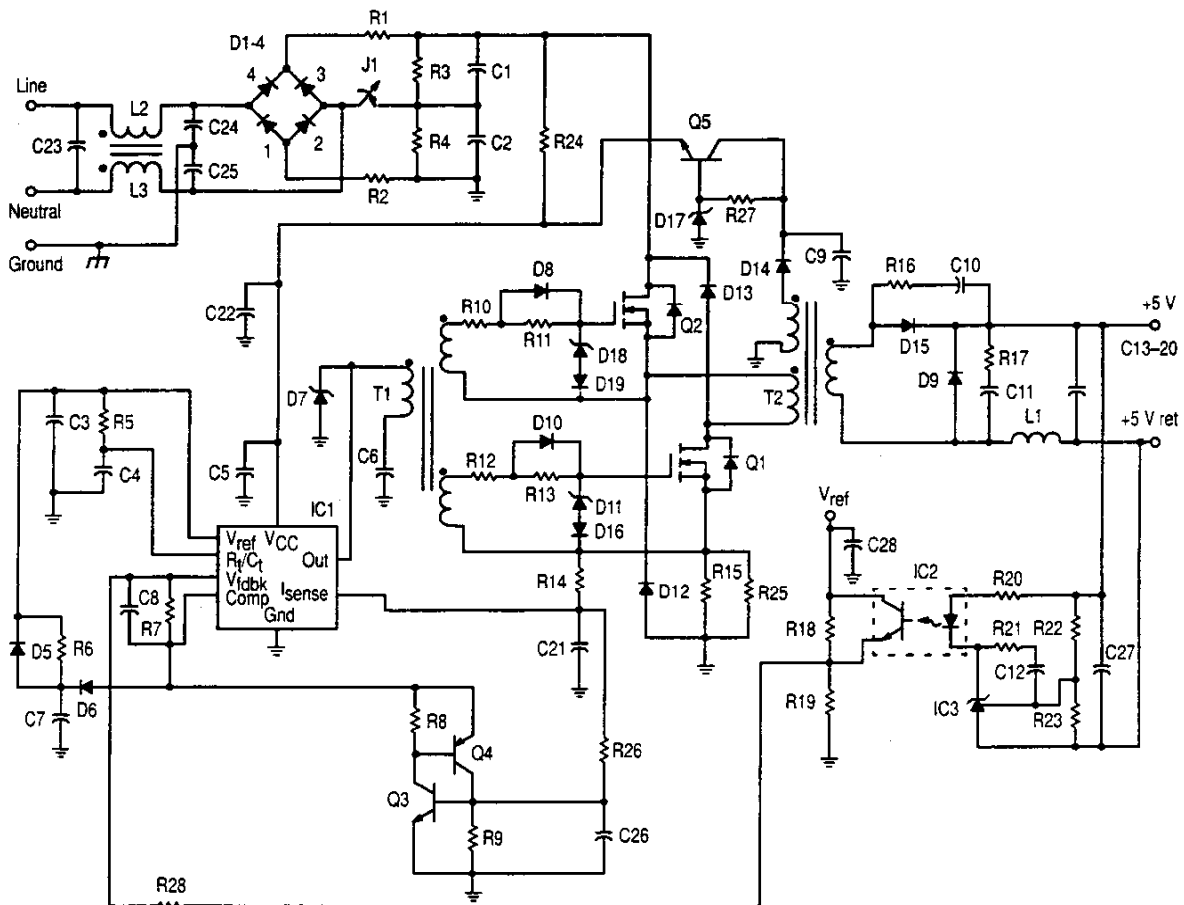 R1
D1-4
J1
4
3
R3
C1
Line
L2
C24
C23
1
2
R4
C2
R24
Q5
C25
L3
R2
Neutral
Ground
D17
R27
D14
C9
D8
D13
R16
C10
+5 V
C22
R10
R11
Q2
D15
C13–20
D18
R17
D19
D9
C11
D7
T1
T2
L1
+5 V ret
C3
R5
D10
C4
C5
C6
R12
R13
Q1
D11
D16
Vref
IC1
Vref
VCC
C28
Rt/Ct
Out
Vfdbk
R14
R15
IC2
Comp
Isense
D12
R25
R20
C8
R7
Gnd
R18
R21
R22
D5
R6
C21
C12
C27
C7
D6
R19
IC3
R23
R8
Q4
R26
Q3
R9
C26
R28